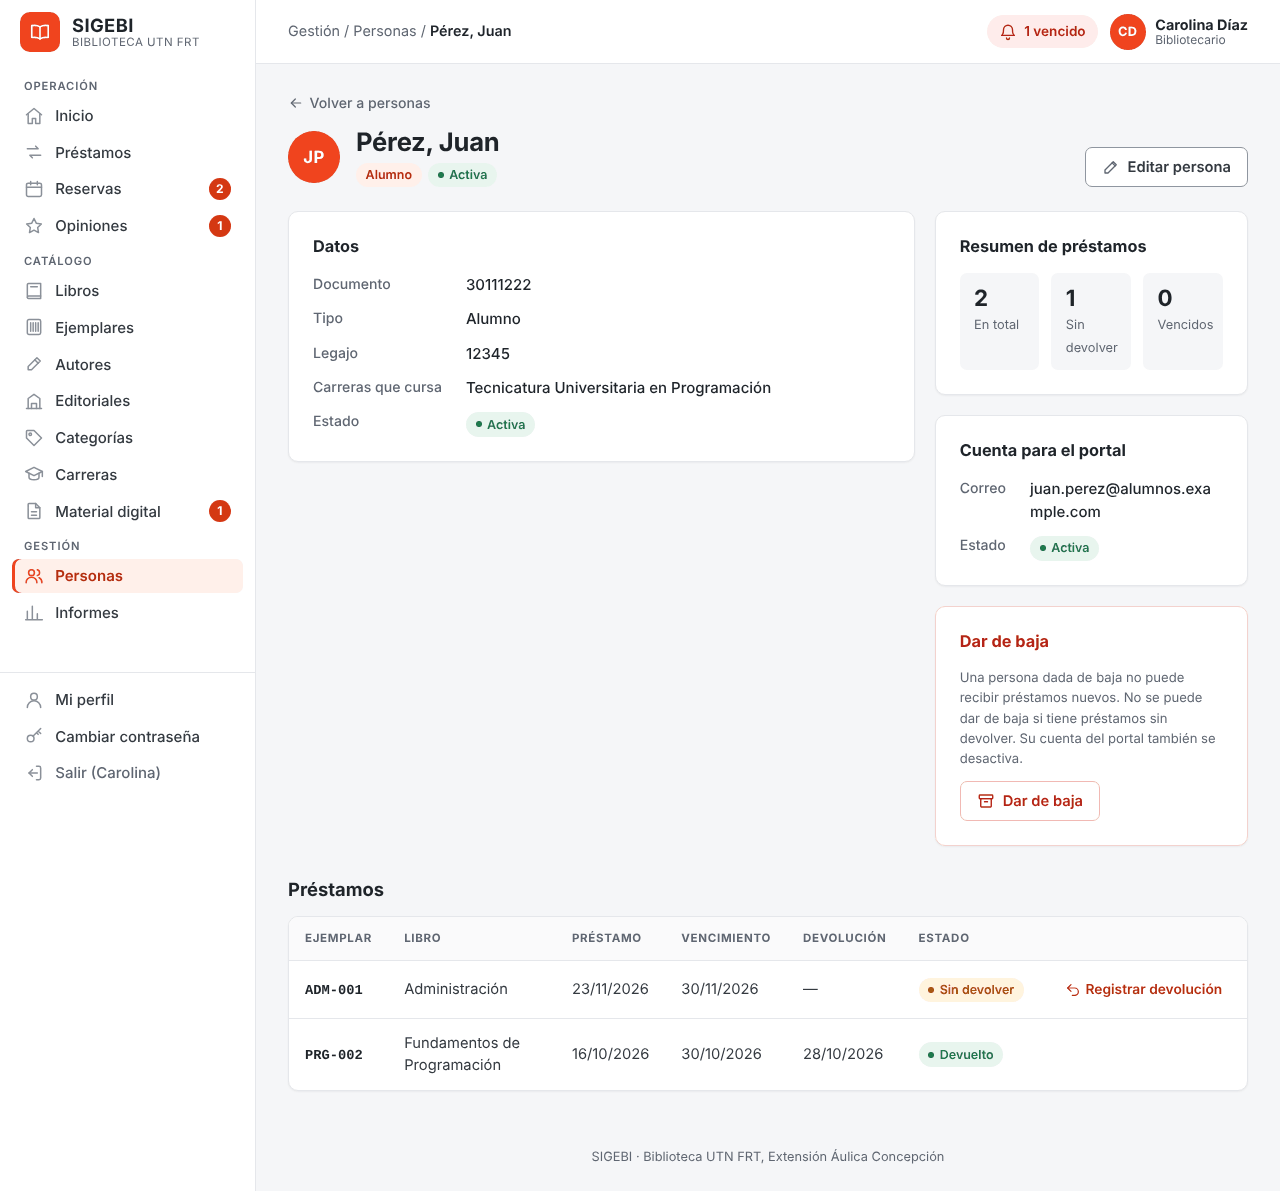 SIGEBI
BIBLIOTECA UTN FRT
OPERACIÓN
Inicio
Préstamos
Reservas 2
Opiniones 1
CATÁLOGO
Libros
Ejemplares
Autores
Editoriales
Categorías
Carreras
Material digital 1
GESTIÓN
Personas
Informes
Mi perfil
Cambiar contraseña
Salir (Carolina)
Gestión / Personas / Pérez, Juan
1 vencido
CD
Carolina Díaz
Bibliotecario
Volver a personas
JP
Pérez, Juan
Alumno Activa
Editar persona
Datos
Documento 30111222
Tipo Alumno
Legajo 12345
Carreras que cursa Tecnicatura Universitaria en Programación
Estado Activa
Resumen de préstamos
2
En total
1
Sin
devolver
0
Vencidos
Cuenta para el portal
Correo juan.perez@alumnos.exa
mple.com
Estado Activa
Dar de baja
Una persona dada de baja no puede
recibir préstamos nuevos. No se puede
dar de baja si tiene préstamos sin
devolver. Su cuenta del portal también se
desactiva.
Dar de baja
Préstamos
EJEMPLAR LIBRO PRÉSTAMO VENCIMIENTO DEVOLUCIÓN ESTADO
ADM-001 Administración 23/11/2026 30/11/2026 — Sin devolver Registrar devolución
PRG-002 Fundamentos de
Programación 16/10/2026 30/10/2026 28/10/2026 Devuelto
SIGEBI · Biblioteca UTN FRT, Extensión Áulica Concepción